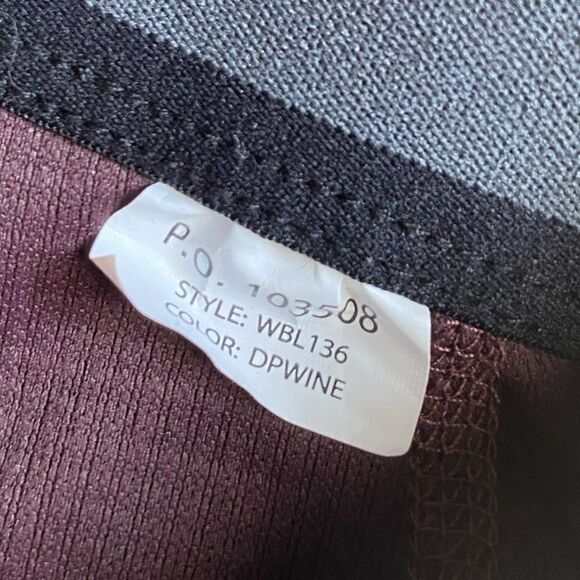 P.O. 103508
STYLE: WBL136
COLOR: DPWINE